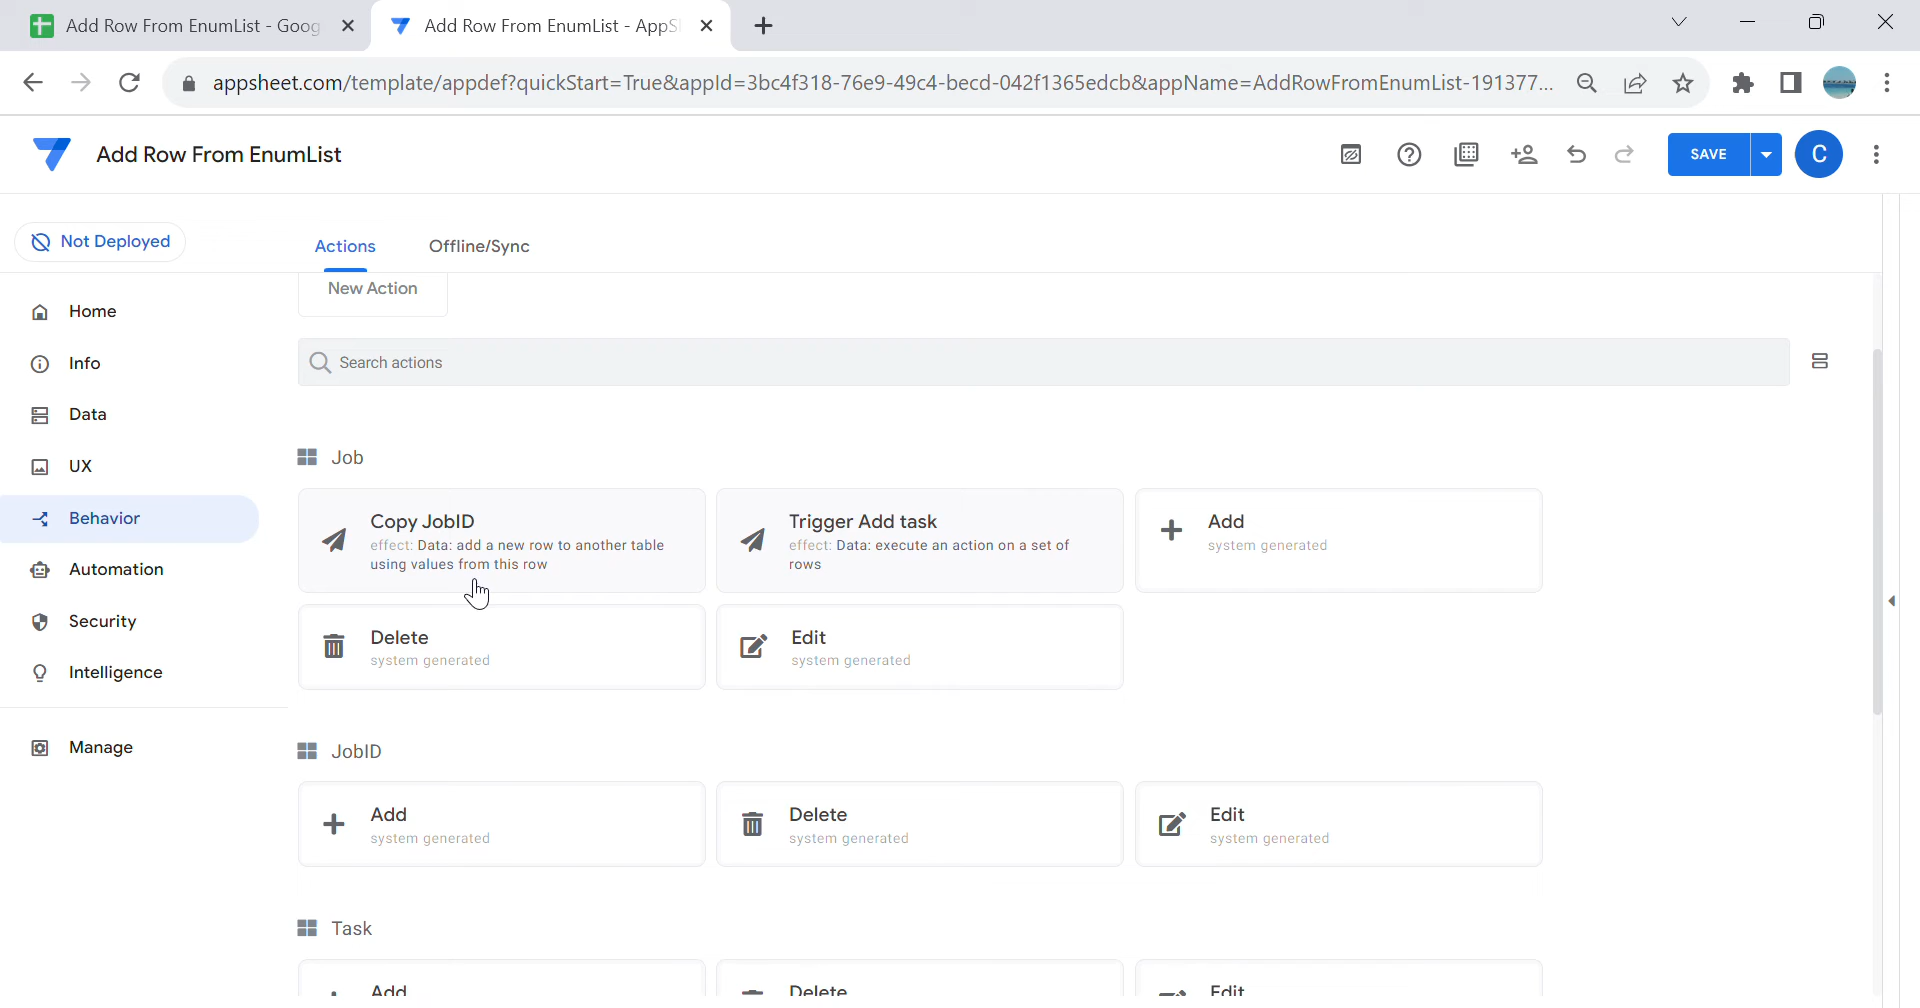 Add Row From EnumList - Goog
Add Row From EnumList - AppS
appsheet.com/template/appdef?quickStart=True&appId=3bc4f318-76e9-49c4-becd-042f1365edcb&appName=AddRowFromEnumList-191377...
Add Row From EnumList
SAVE
C
Not Deployed
Actions
Offline/Sync
New Action
Home
Info
Data
UX
Behavior
Automation
Security
Intelligence
Manage
Search actions
Job
Copy JobID
effect: Data: add a new row to another table
using values from this row
Trigger Add task
effect: Data: execute an action on a set of
rows
Add
system generated
Delete
system generated
Edit
system generated
JobID
Add
system generated
Delete
system generated
Edit
system generated
Task
Add
Delete
Edit